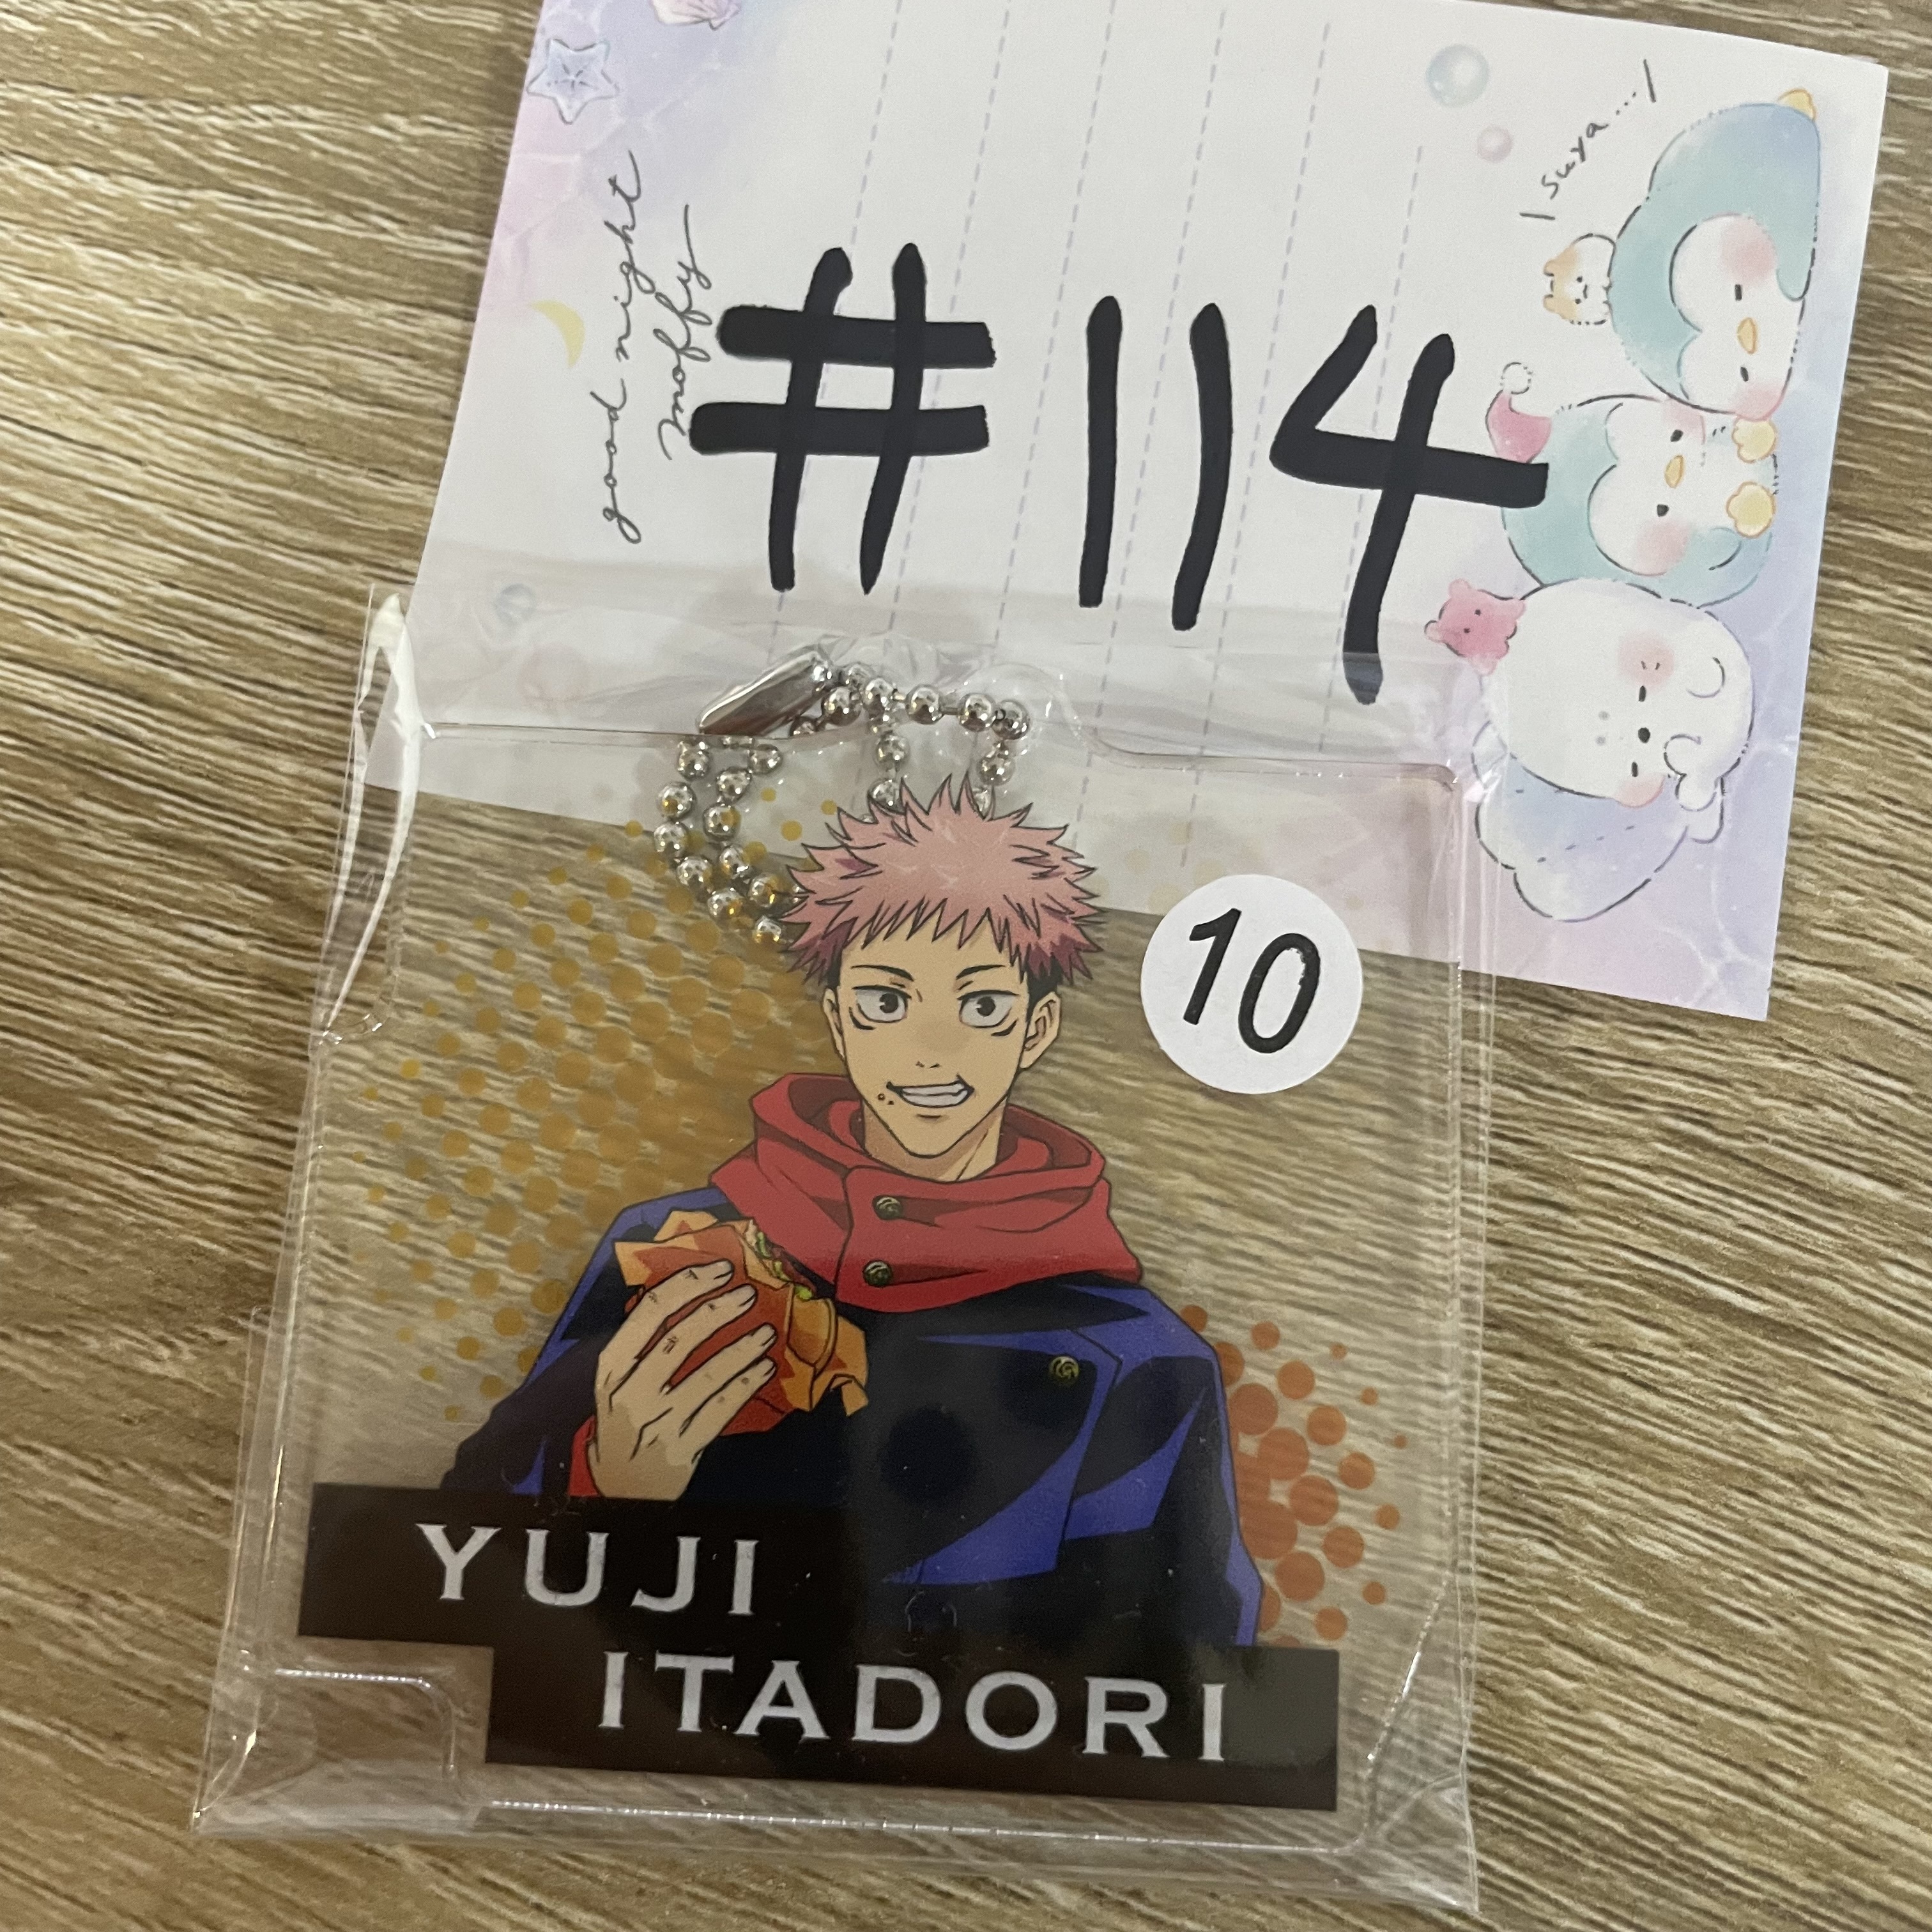 \ suya..../
good night
moffy
#114
10
YUJI
ITADORI